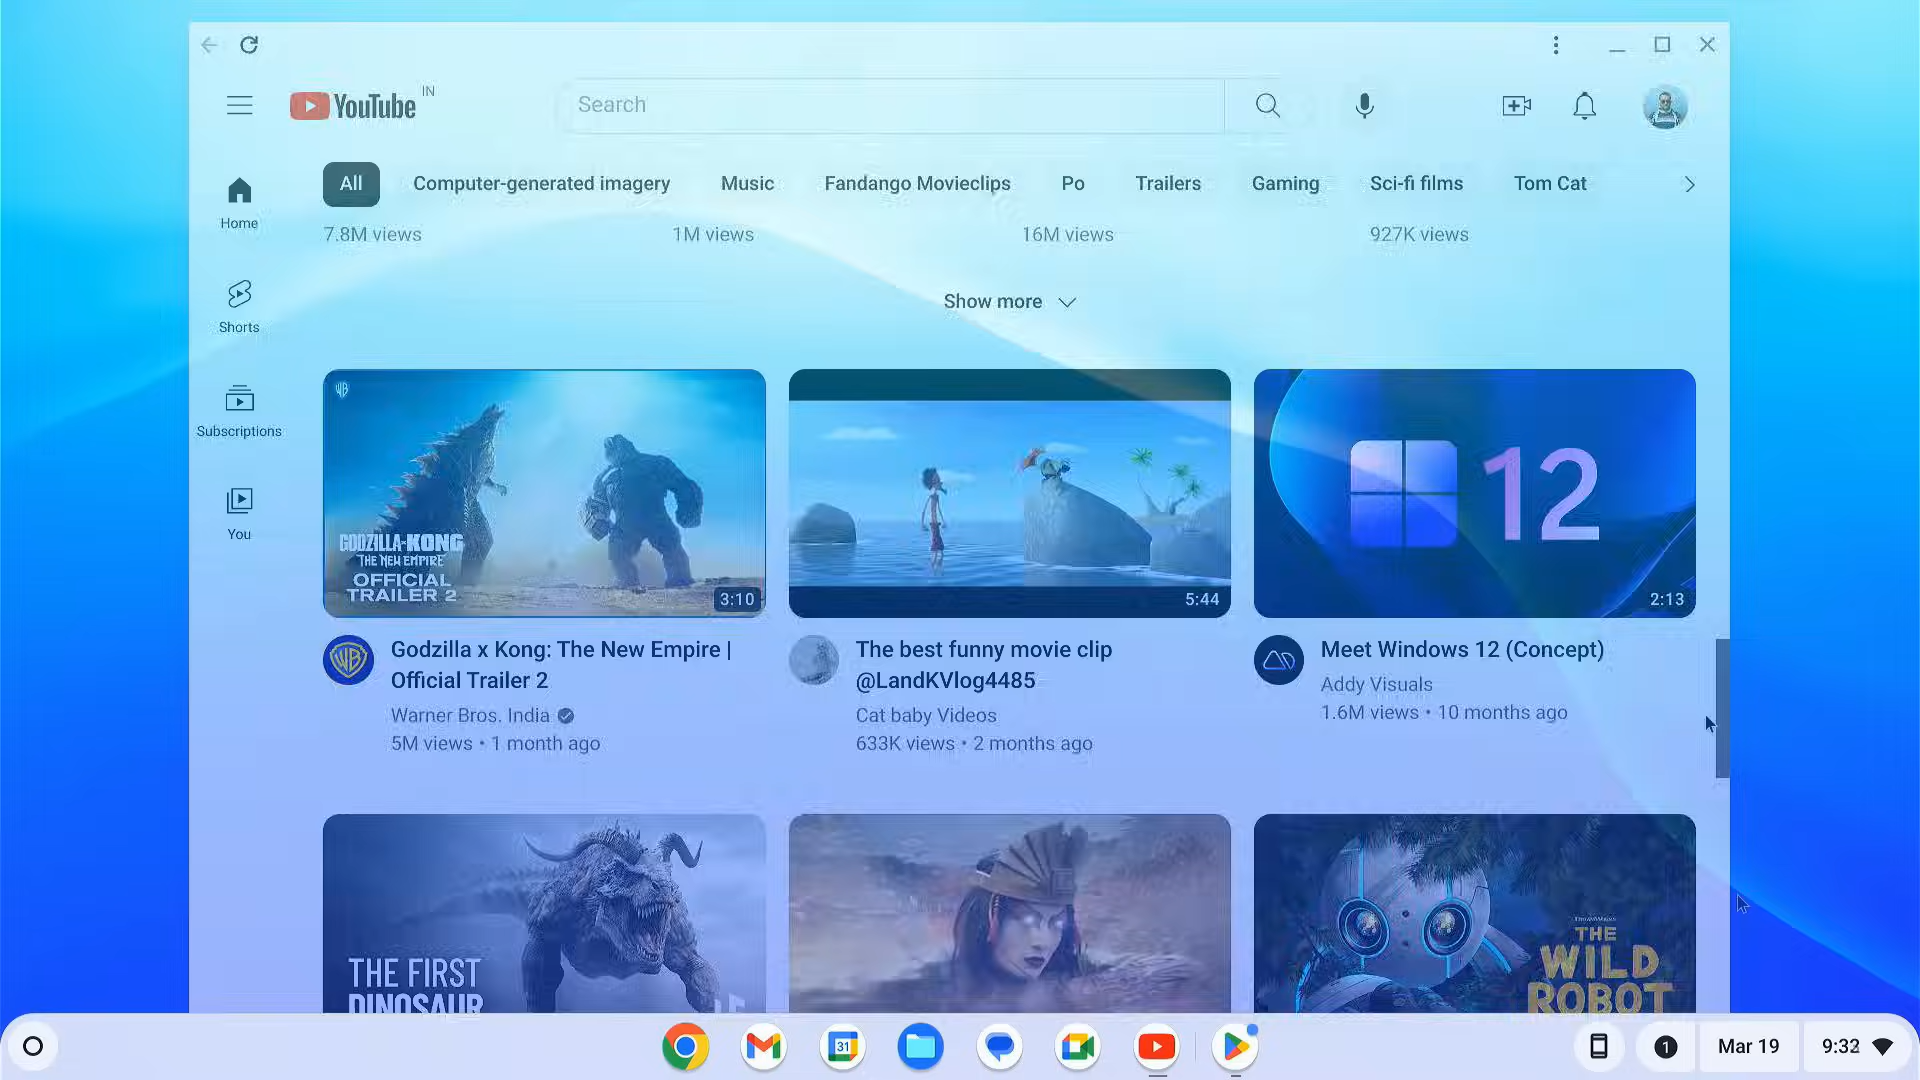 YouTube IN
Search
All Computer-generated imagery Music Fandango Movieclips Po Trailers Gaming Sci-fi films Tom Cat
Home
7.8M views 1M views 16M views 927K views
Show more
Shorts
Subscriptions
You
WB
GODZILLA x KONG
THE NEW EMPIRE
OFFICIAL
TRAILER 2
3:10
5:44
12
2:13
WB
Godzilla x Kong: The New Empire |
Official Trailer 2
Warner Bros. India
5M views • 1 month ago
The best funny movie clip
@LandKVlog4485
Cat baby Videos
633K views • 2 months ago
Meet Windows 12 (Concept)
Addy Visuals
1.6M views • 10 months ago
THE FIRST
DINOSAUR
DREAMWORKS
THE
WILD
ROBOT
31
1
Mar 19